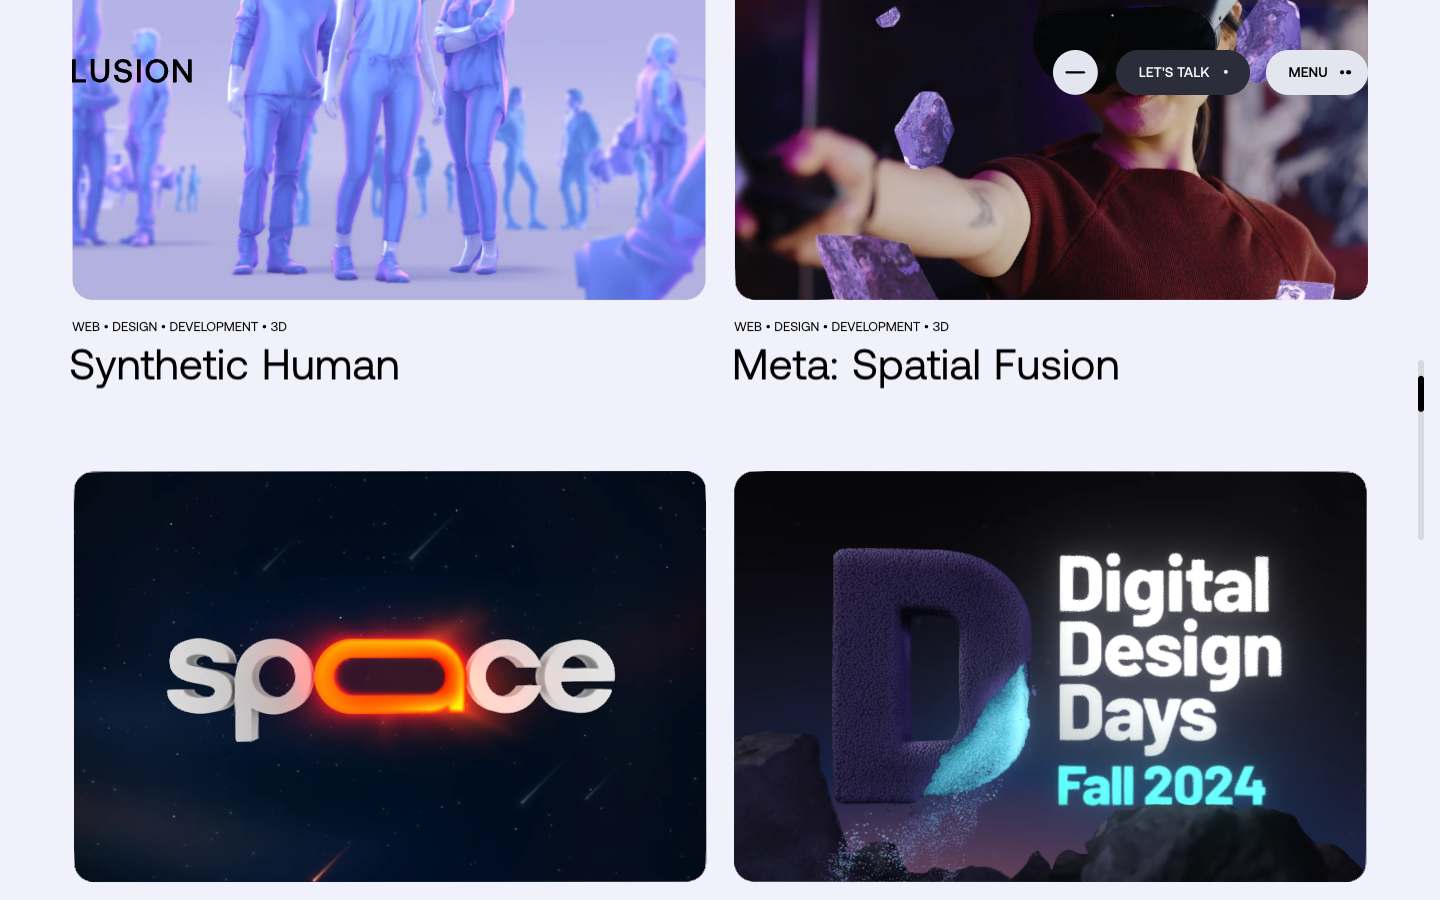 LUSION
LET'S TALK
MENU
WEB • DESIGN • DEVELOPMENT • 3D
Synthetic Human
WEB • DESIGN • DEVELOPMENT • 3D
Meta: Spatial Fusion
space
D
Digital
Design
Days
Fall 2024